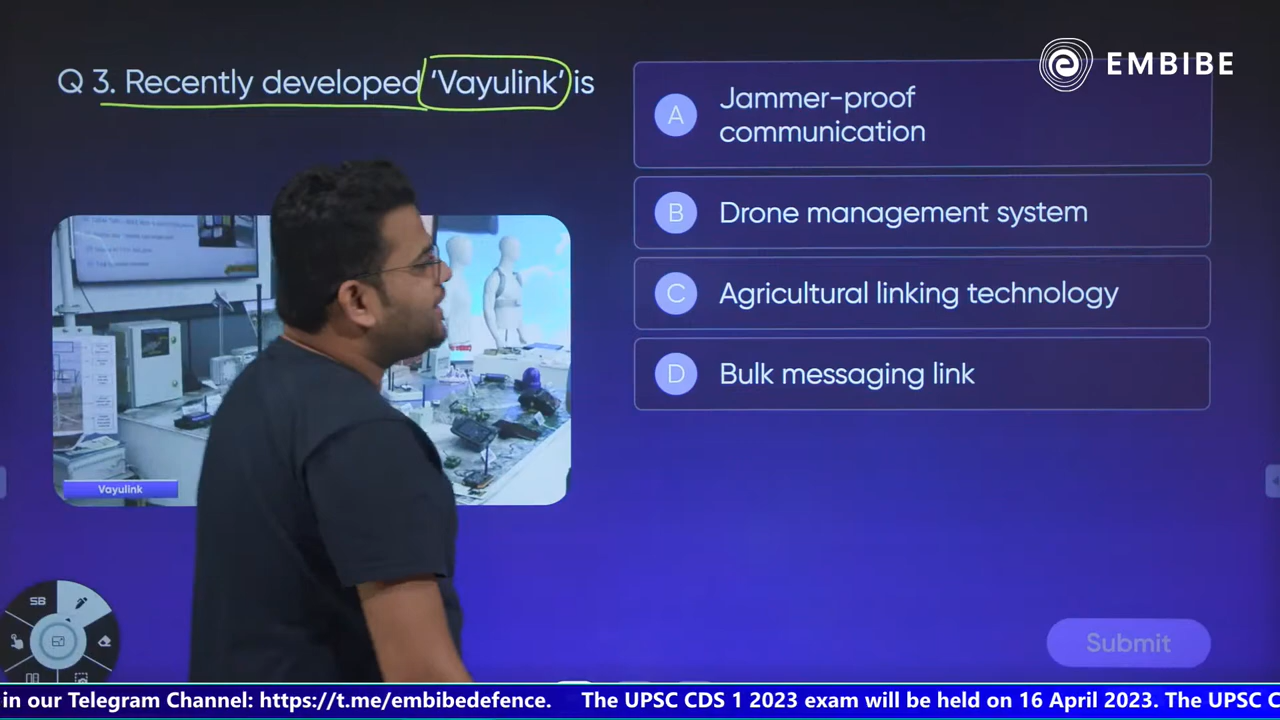 EMBIBE
Q 3. Recently developed 'Vayulink' is
A Jammer-proof
communication
B Drone management system
C Agricultural linking technology
D Bulk messaging link
Vayulink
SB
Submit
in our Telegram Channel: https://t.me/embibedefence. The UPSC CDS 1 2023 exam will be held on 16 April 2023. The UPSC C